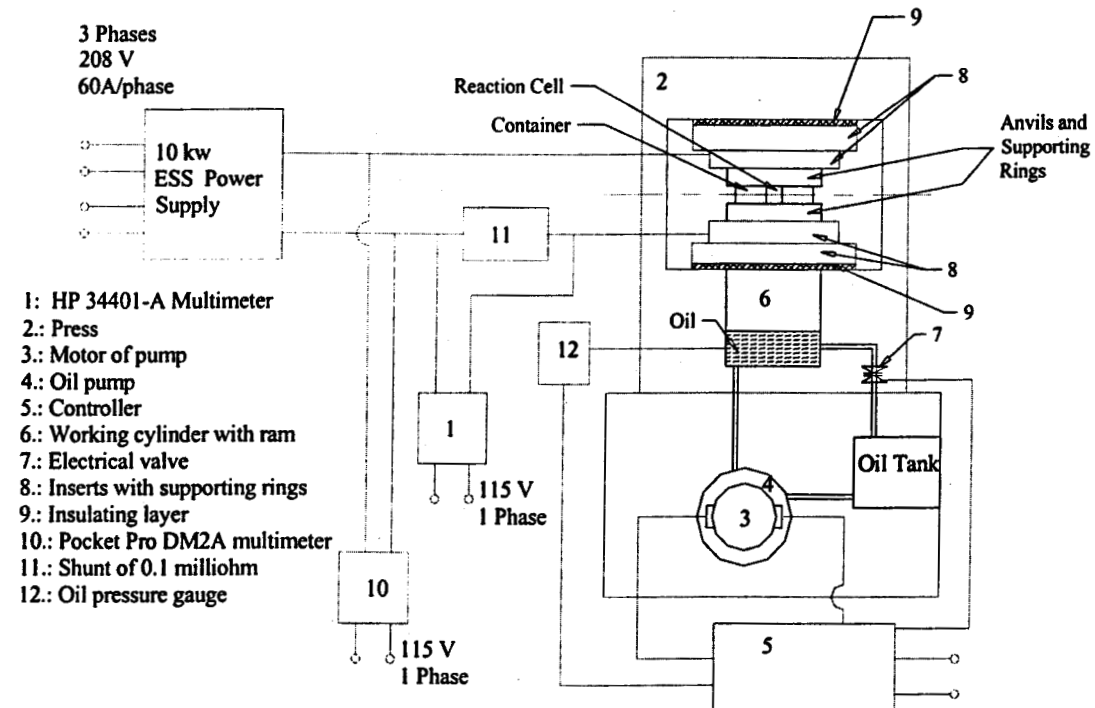 3 Phases
208 V
60A/phase
10 kw
ESS Power
Supply
Reaction Cell
Container
2
9
8
Anvils and
Supporting
Rings
11
8
9
6
Oil
7
12
1
115 V
1 Phase
Oil Tank
4
3
10
115 V
1 Phase
5
1: HP 34401-A Multimeter
2.: Press
3.: Motor of pump
4.: Oil pump
5.: Controller
6.: Working cylinder with ram
7.: Electrical valve
8.: Inserts with supporting rings
9.: Insulating layer
10.: Pocket Pro DM2A multimeter
11.: Shunt of 0.1 milliohm
12.: Oil pressure gauge